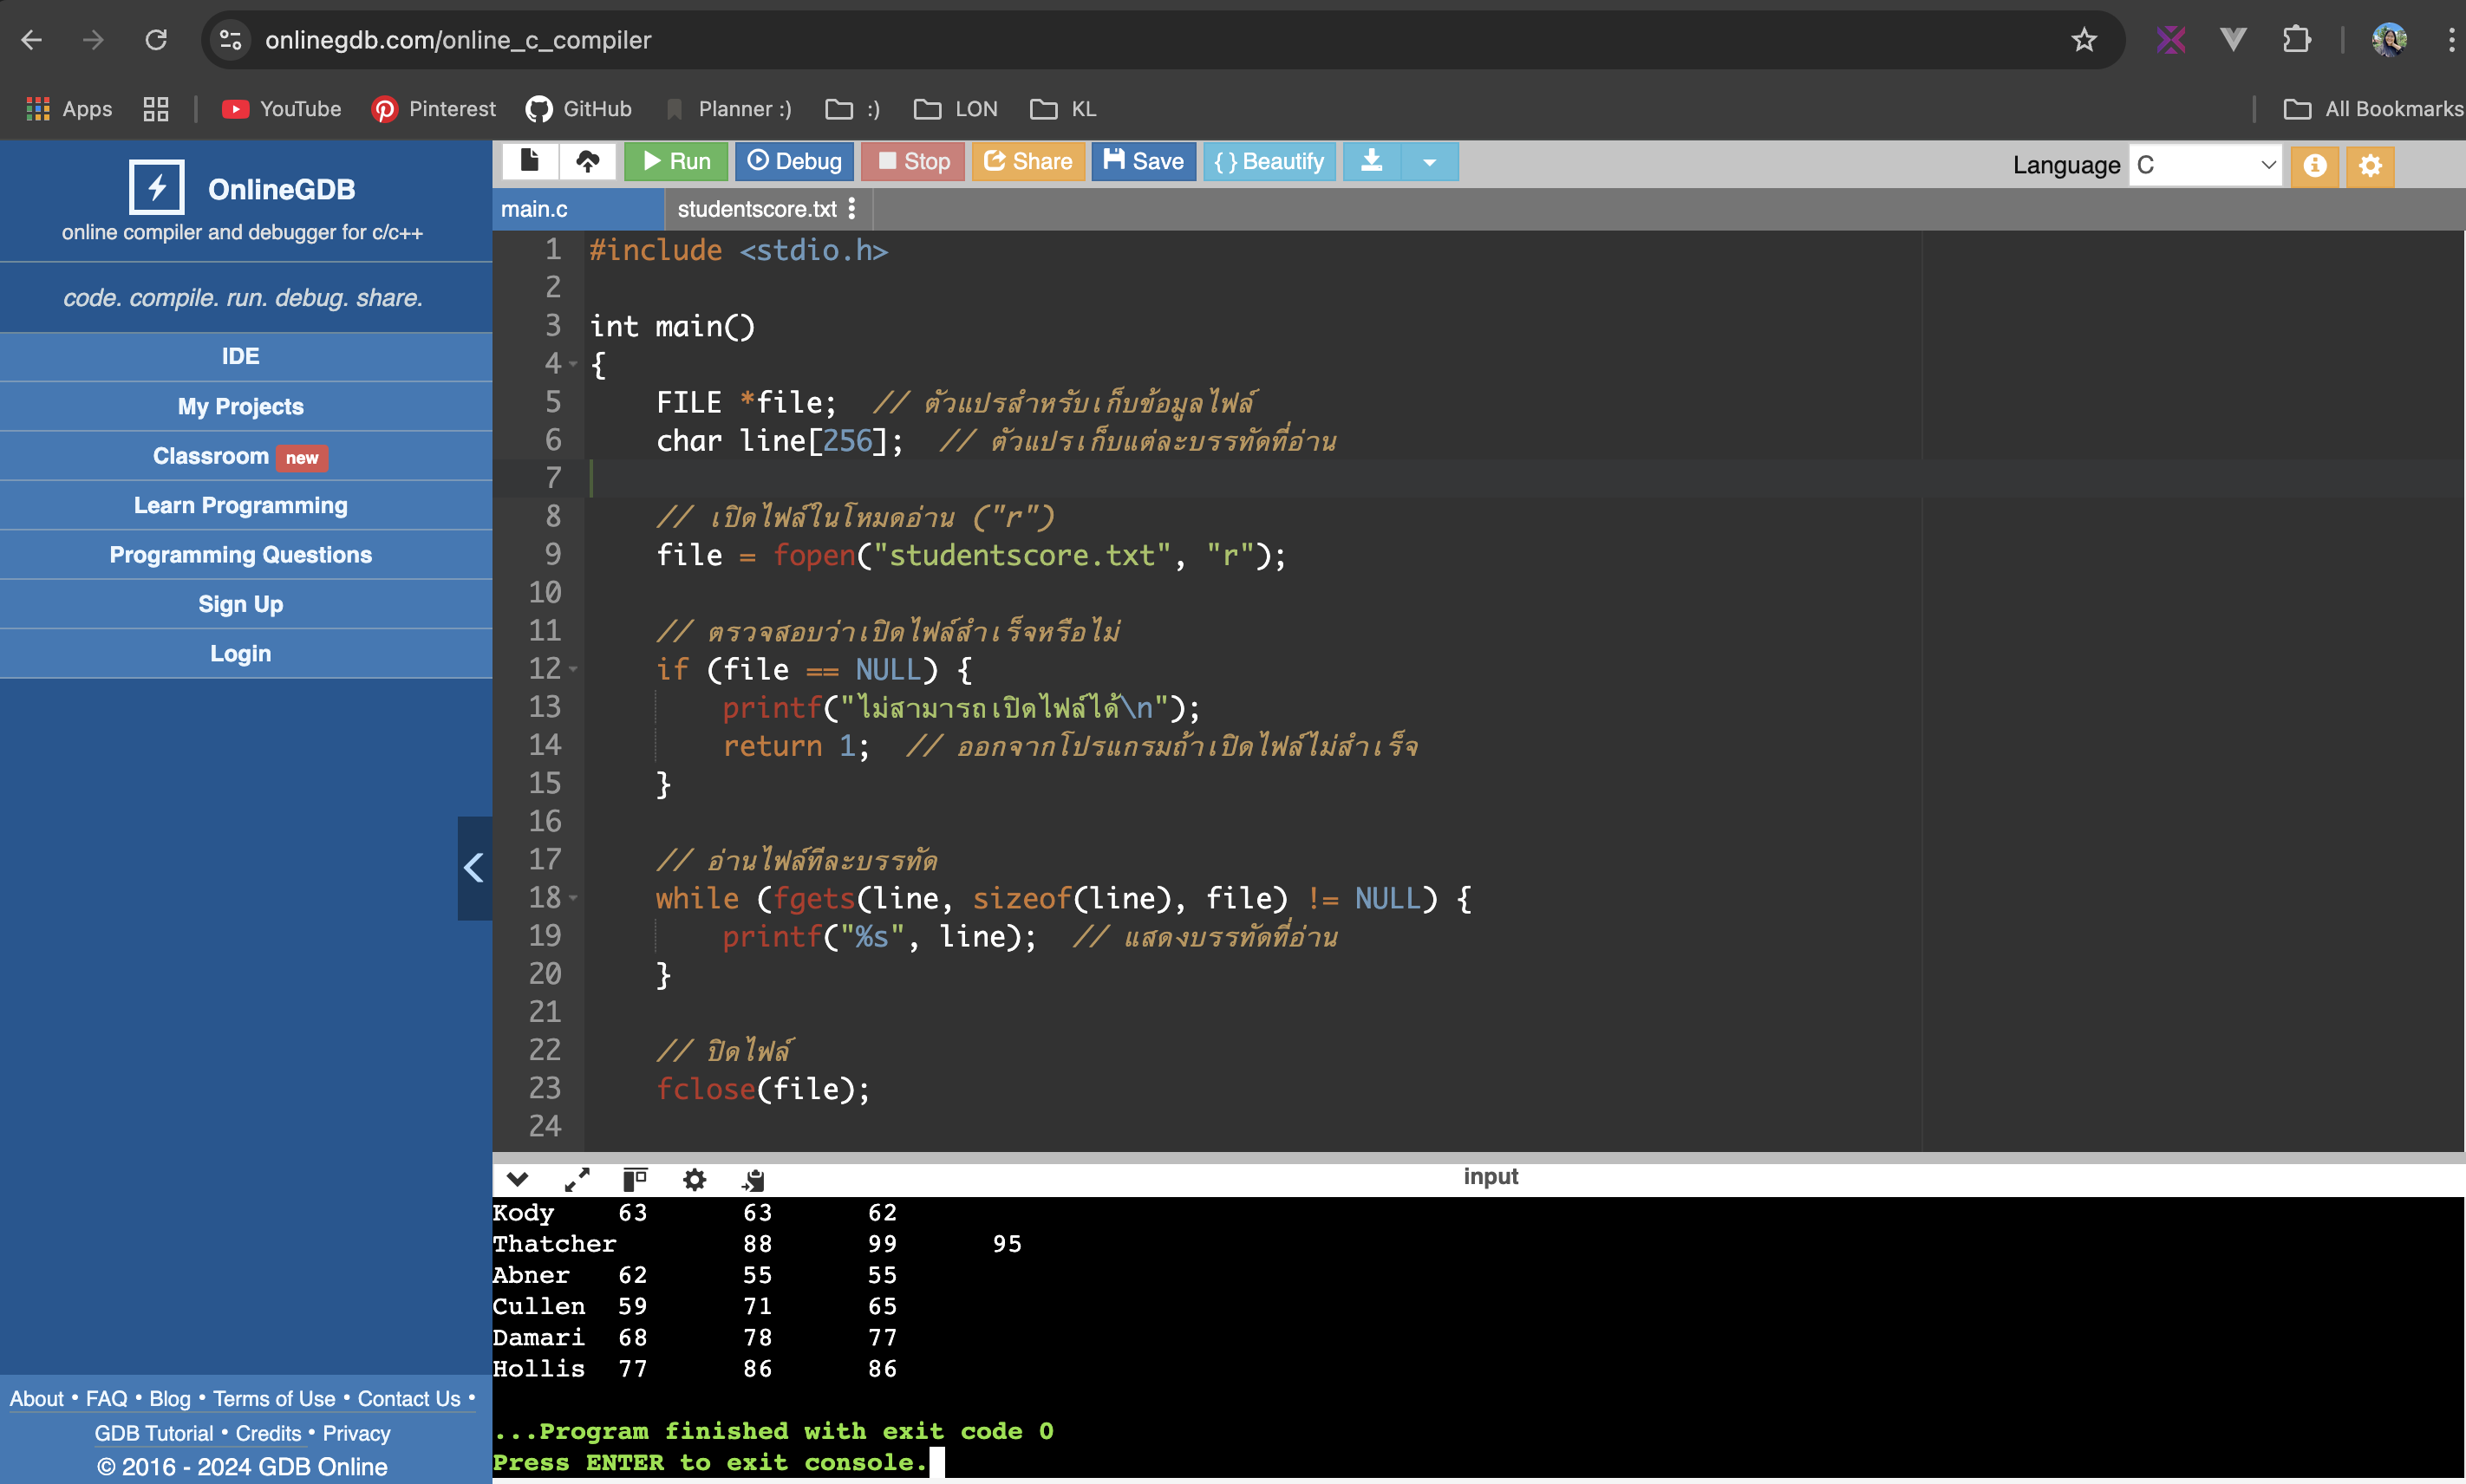 onlinegdb.com/online_c_compiler
Apps YouTube Pinterest GitHub Planner :) :) LON KL All Bookmarks
OnlineGDB
online compiler and debugger for c/c++
code. compile. run. debug. share.
IDE
My Projects
Classroom new
Learn Programming
Programming Questions
Sign Up
Login
About • FAQ • Blog • Terms of Use • Contact Us •
GDB Tutorial • Credits • Privacy
© 2016 - 2024 GDB Online
Run Debug Stop Share Save { } Beautify Language C
main.c studentscore.txt
1 #include <stdio.h>
2
3 int main()
4 {
5 FILE *file; // ตัวแปรสำหรับเก็บข้อมูลไฟล์
6 char line[256]; // ตัวแปรเก็บแต่ละบรรทัดที่อ่าน
7
8 // เปิดไฟล์ในโหมดอ่าน ("r")
9 file = fopen("studentscore.txt", "r");
10
11 // ตรวจสอบว่าเปิดไฟล์สำเร็จหรือไม่
12 if (file == NULL) {
13 printf("ไม่สามารถเปิดไฟล์ได้\n");
14 return 1; // ออกจากโปรแกรมถ้าเปิดไฟล์ไม่สำเร็จ
15 }
16
17 // อ่านไฟล์ทีละบรรทัด
18 while (fgets(line, sizeof(line), file) != NULL) {
19 printf("%s", line); // แสดงบรรทัดที่อ่าน
20 }
21
22 // ปิดไฟล์
23 fclose(file);
24
input
Kody 63 63 62
Thatcher 88 99 95
Abner 62 55 55
Cullen 59 71 65
Damari 68 78 77
Hollis 77 86 86
...Program finished with exit code 0
Press ENTER to exit console.